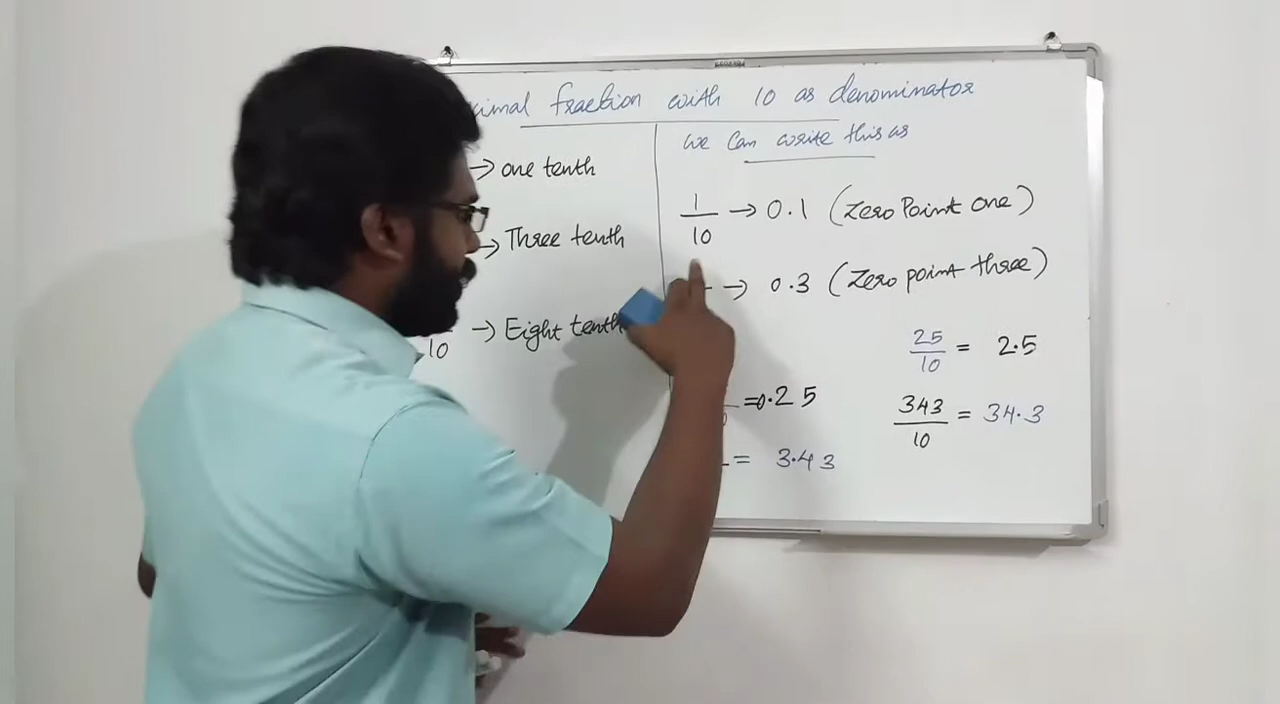 fraction with 10 as denominator
→ one tenth
→ Three tenth
→ Eight tenth
10
we can write this as
1/10 → 0.1 (Zero Point one)
→ 0.3 (Zero point three)
25/10 = 2.5
= 0.25
343/10 = 34.3
= 3.43